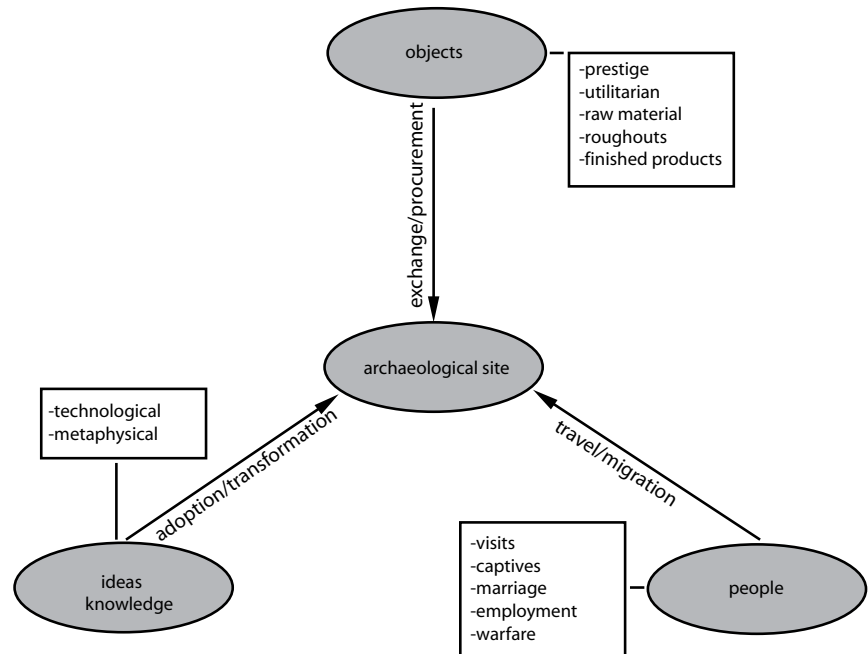 objects
-prestige
-utilitarian
-raw material
-roughouts
-finished products
exchange/procurement
archaeological site
-technological
-metaphysical
adoption/transformation
travel/migration
ideas
knowledge
-visits
-captives
-marriage
-employment
-warfare
people